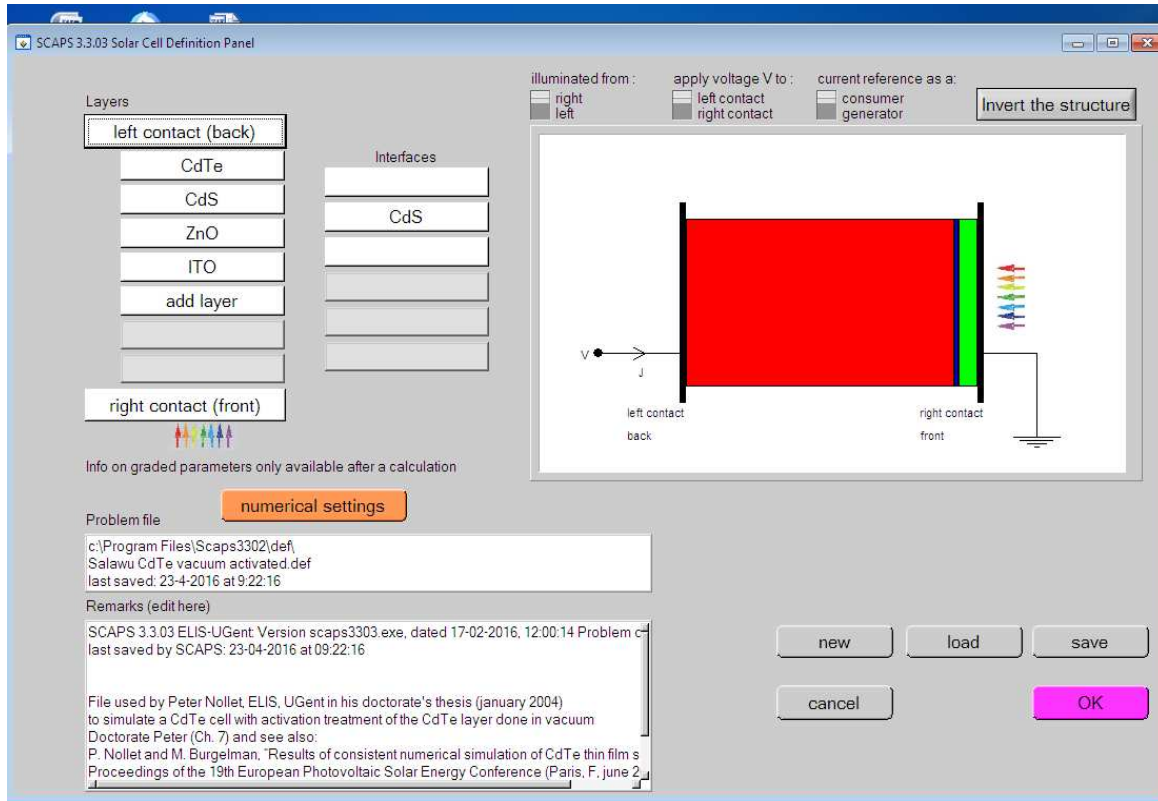 SCAPS 3.3.03 Solar Cell Definition Panel
illuminated from :
right
left
apply voltage V to :
left contact
right contact
current reference as a:
consumer
generator
Invert the structure
Layers
left contact (back)
CdTe
CdS
ZnO
ITO
add layer
right contact (front)
Interfaces
CdS
V
J
left contact
back
right contact
front
Info on graded parameters only available after a calculation
numerical settings
Problem file
c:\Program Files\Scaps3302\def\
Salawu CdTe vacuum activated.def
last saved: 23-4-2016 at 9:22:16
Remarks (edit here)
SCAPS 3.3.03 ELIS-UGent: Version scaps3303.exe, dated 17-02-2016, 12:00:14 Problem c
last saved by SCAPS: 23-04-2016 at 09:22:16
File used by Peter Nollet, ELIS, UGent in his doctorate's thesis (january 2004)
to simulate a CdTe cell with activation treatment of the CdTe layer done in vacuum
Doctorate Peter (Ch. 7) and see also:
P. Nollet and M. Burgelman, "Results of consistent numerical simulation of CdTe thin film s
Proceedings of the 19th European Photovoltaic Solar Energy Conference (Paris, F, june 2
new
load
save
cancel
OK